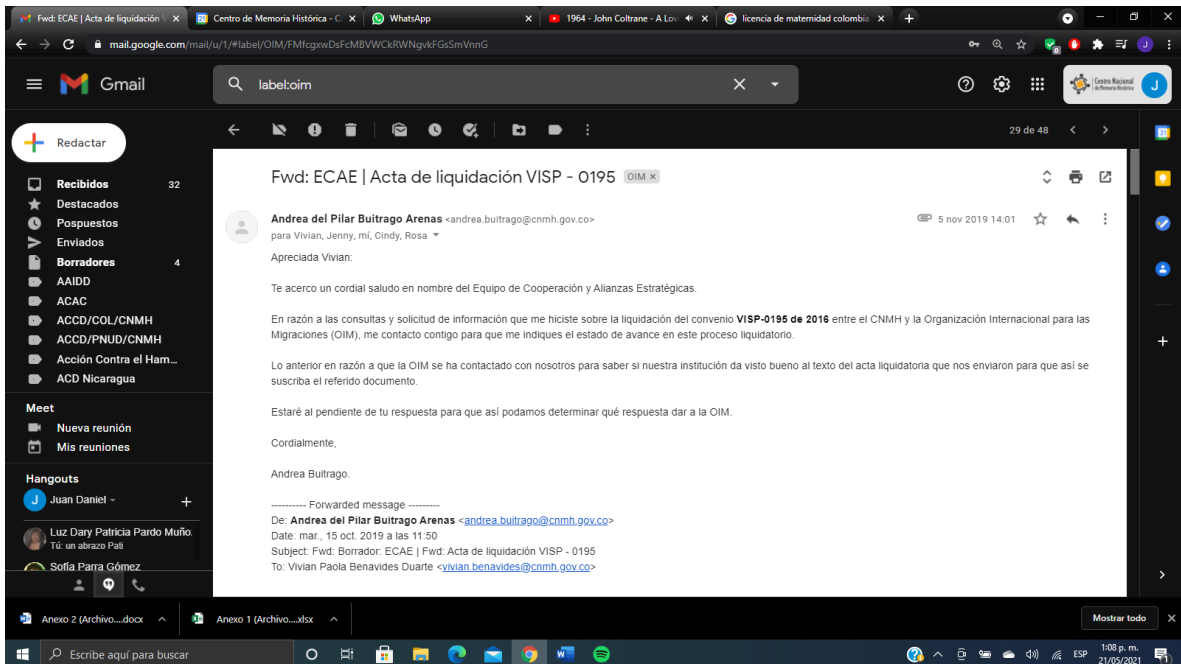 Fwd: ECAE | Acta de liquidación V
Centro de Memoria Histórica - C
WhatsApp
1964 - John Coltrane - A Lov
licencia de maternidad colombia
mail.google.com/mail/u/1/#label/OIM/FMfcgxwDsFcMBVWCkRWNgvkFGsSmVnnG
Gmail
label:oim
Centro Nacional
de Memoria Histórica
J
Redactar
29 de 48
Recibidos 32
Destacados
Pospuestos
Enviados
Borradores 4
AAIDD
ACAC
ACCD/COL/CNMH
ACCD/PNUD/CNMH
Acción Contra el Ham...
ACD Nicaragua
Meet
Nueva reunión
Mis reuniones
Hangouts
J Juan Daniel
Luz Dary Patricia Pardo Muño
Tú: un abrazo Pati
Sofía Parra Gómez
Fwd: ECAE | Acta de liquidación VISP - 0195 OIM x
Andrea del Pilar Buitrago Arenas <andrea.buitrago@cnmh.gov.co> 5 nov 2019 14:01
para Vivian, Jenny, mí, Cindy, Rosa
Apreciada Vivian:
Te acerco un cordial saludo en nombre del Equipo de Cooperación y Alianzas Estratégicas.
En razón a las consultas y solicitud de información que me hiciste sobre la liquidación del convenio VISP-0195 de 2016 entre el CNMH y la Organización Internacional para las
Migraciones (OIM), me contacto contigo para que me indiques el estado de avance en este proceso liquidatorio.
Lo anterior en razón a que la OIM se ha contactado con nosotros para saber si nuestra institución da visto bueno al texto del acta liquidatoria que nos enviaron para que así se
suscriba el referido documento.
Estaré al pendiente de tu respuesta para que así podamos determinar qué respuesta dar a la OIM.
Cordialmente,
Andrea Buitrago.
---------- Forwarded message ---------
De: Andrea del Pilar Buitrago Arenas <andrea.buitrago@cnmh.gov.co>
Date: mar., 15 oct. 2019 a las 11:50
Subject: Fwd: Borrador: ECAE | Fwd: Acta de liquidación VISP - 0195
To: Vivian Paola Benavides Duarte <vivian.benavides@cnmh.gov.co>
Anexo 2 (Archivo....docx
Anexo 1 (Archivo....xlsx
Mostrar todo
Escribe aquí para buscar
ESP
1:08 p. m.
21/05/2021